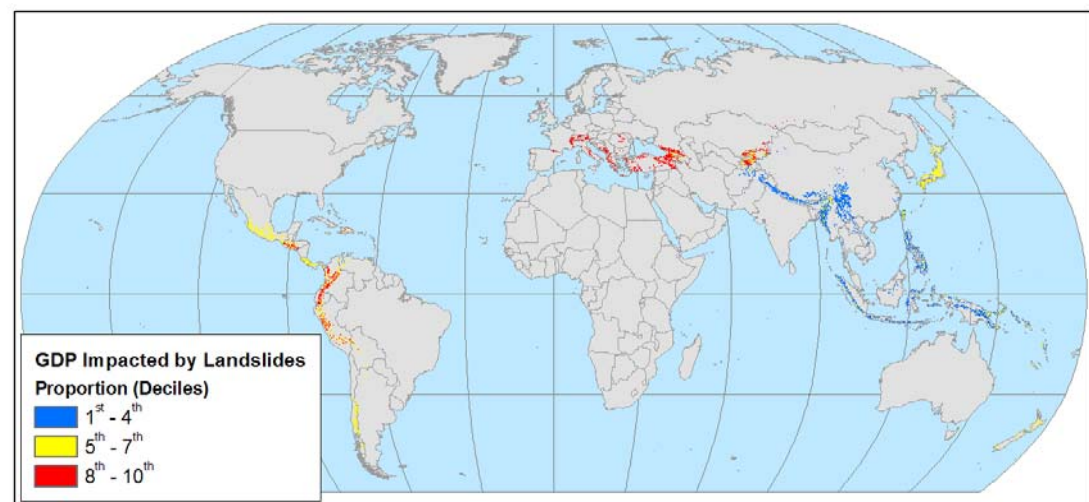 GDP Impacted by Landslides
Proportion (Deciles)
1st - 4th
5th - 7th
8th - 10th